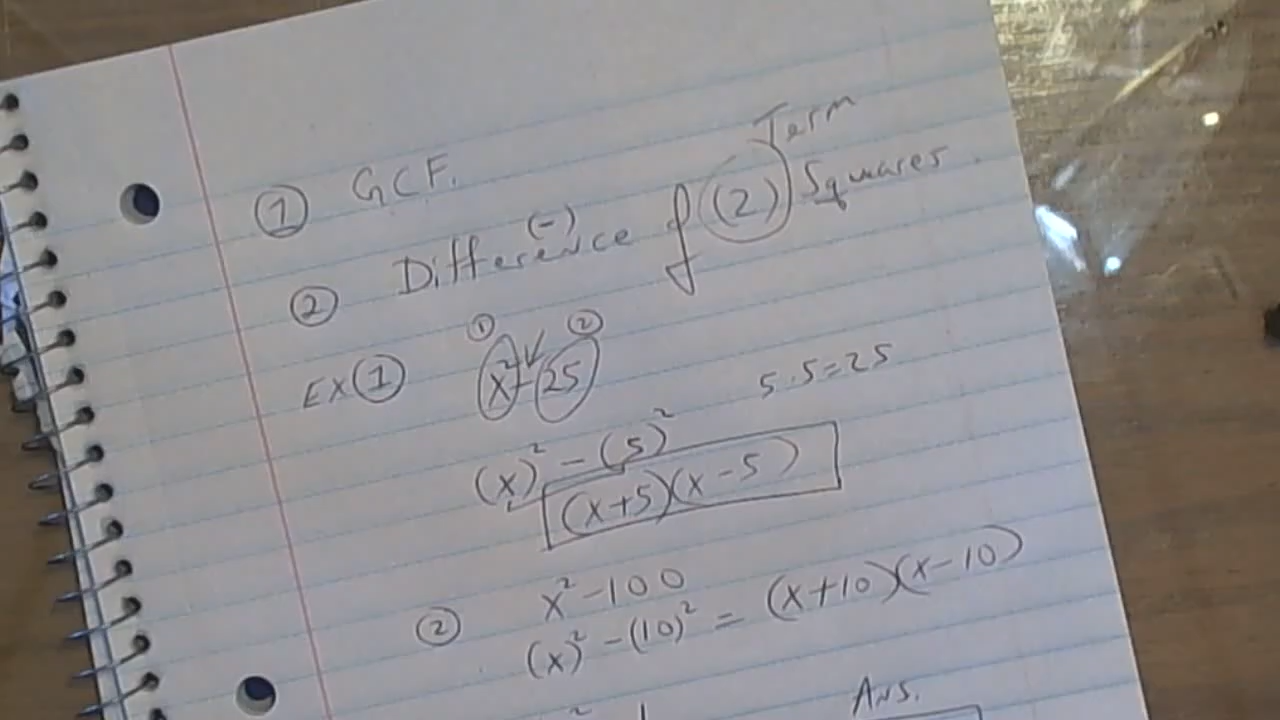 ① GCF.
Term
② Difference (-) of (2) Squares
① ②
EX ① x² - 25
5.5=25
(x)² - (5)²
(x+5)(x-5)
② x² - 100
(x)² - (10)² = (x+10)(x-10)
Ans.